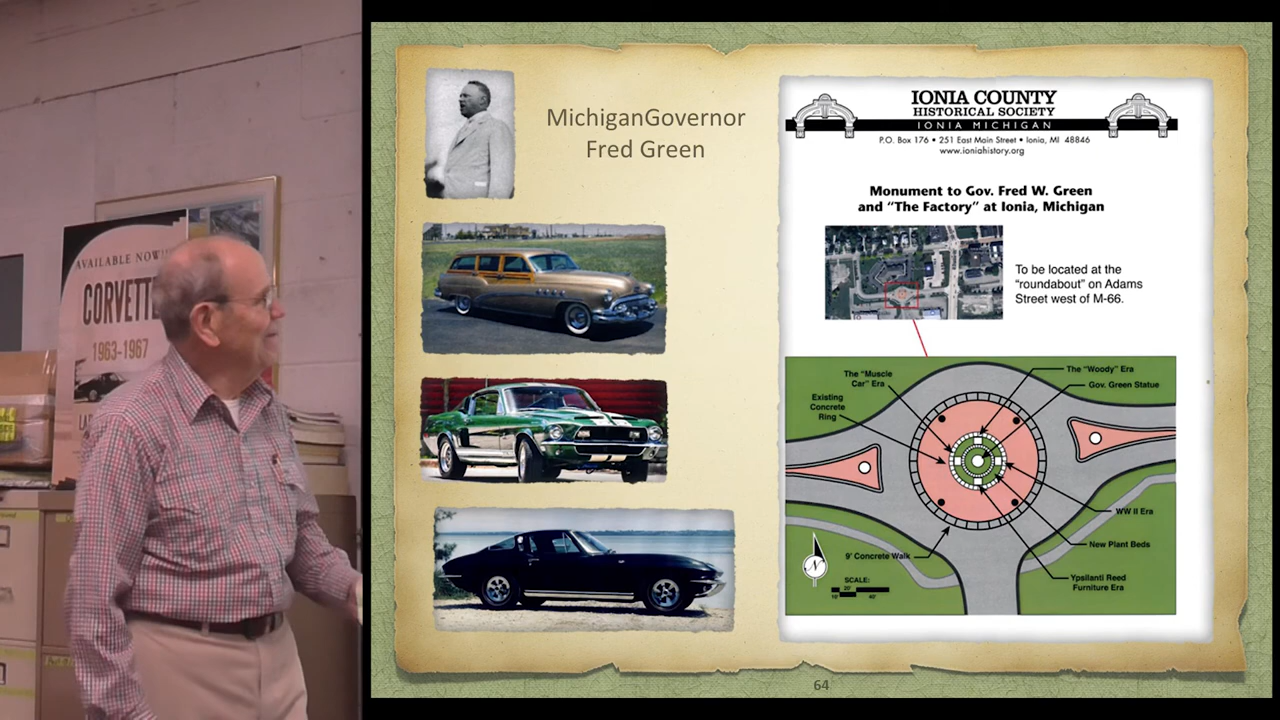 AVAILABLE NOW!
CORVETTE
1963-1967
MichiganGovernor
Fred Green
IONIA COUNTY
HISTORICAL SOCIETY
IONIA MICHIGAN
P.O. Box 176 • 251 East Main Street • Ionia, MI 48846
www.ioniahistory.org
Monument to Gov. Fred W. Green
and "The Factory" at Ionia, Michigan
To be located at the
"roundabout" on Adams
Street west of M-66.
The "Muscle
Car" Era
The "Woody" Era
Gov. Green Statue
Existing
Concrete
Ring
WW II Era
New Plant Beds
9' Concrete Walk
Ypsilanti Reed
Furniture Era
N
SCALE:
10'
20'
40'
64